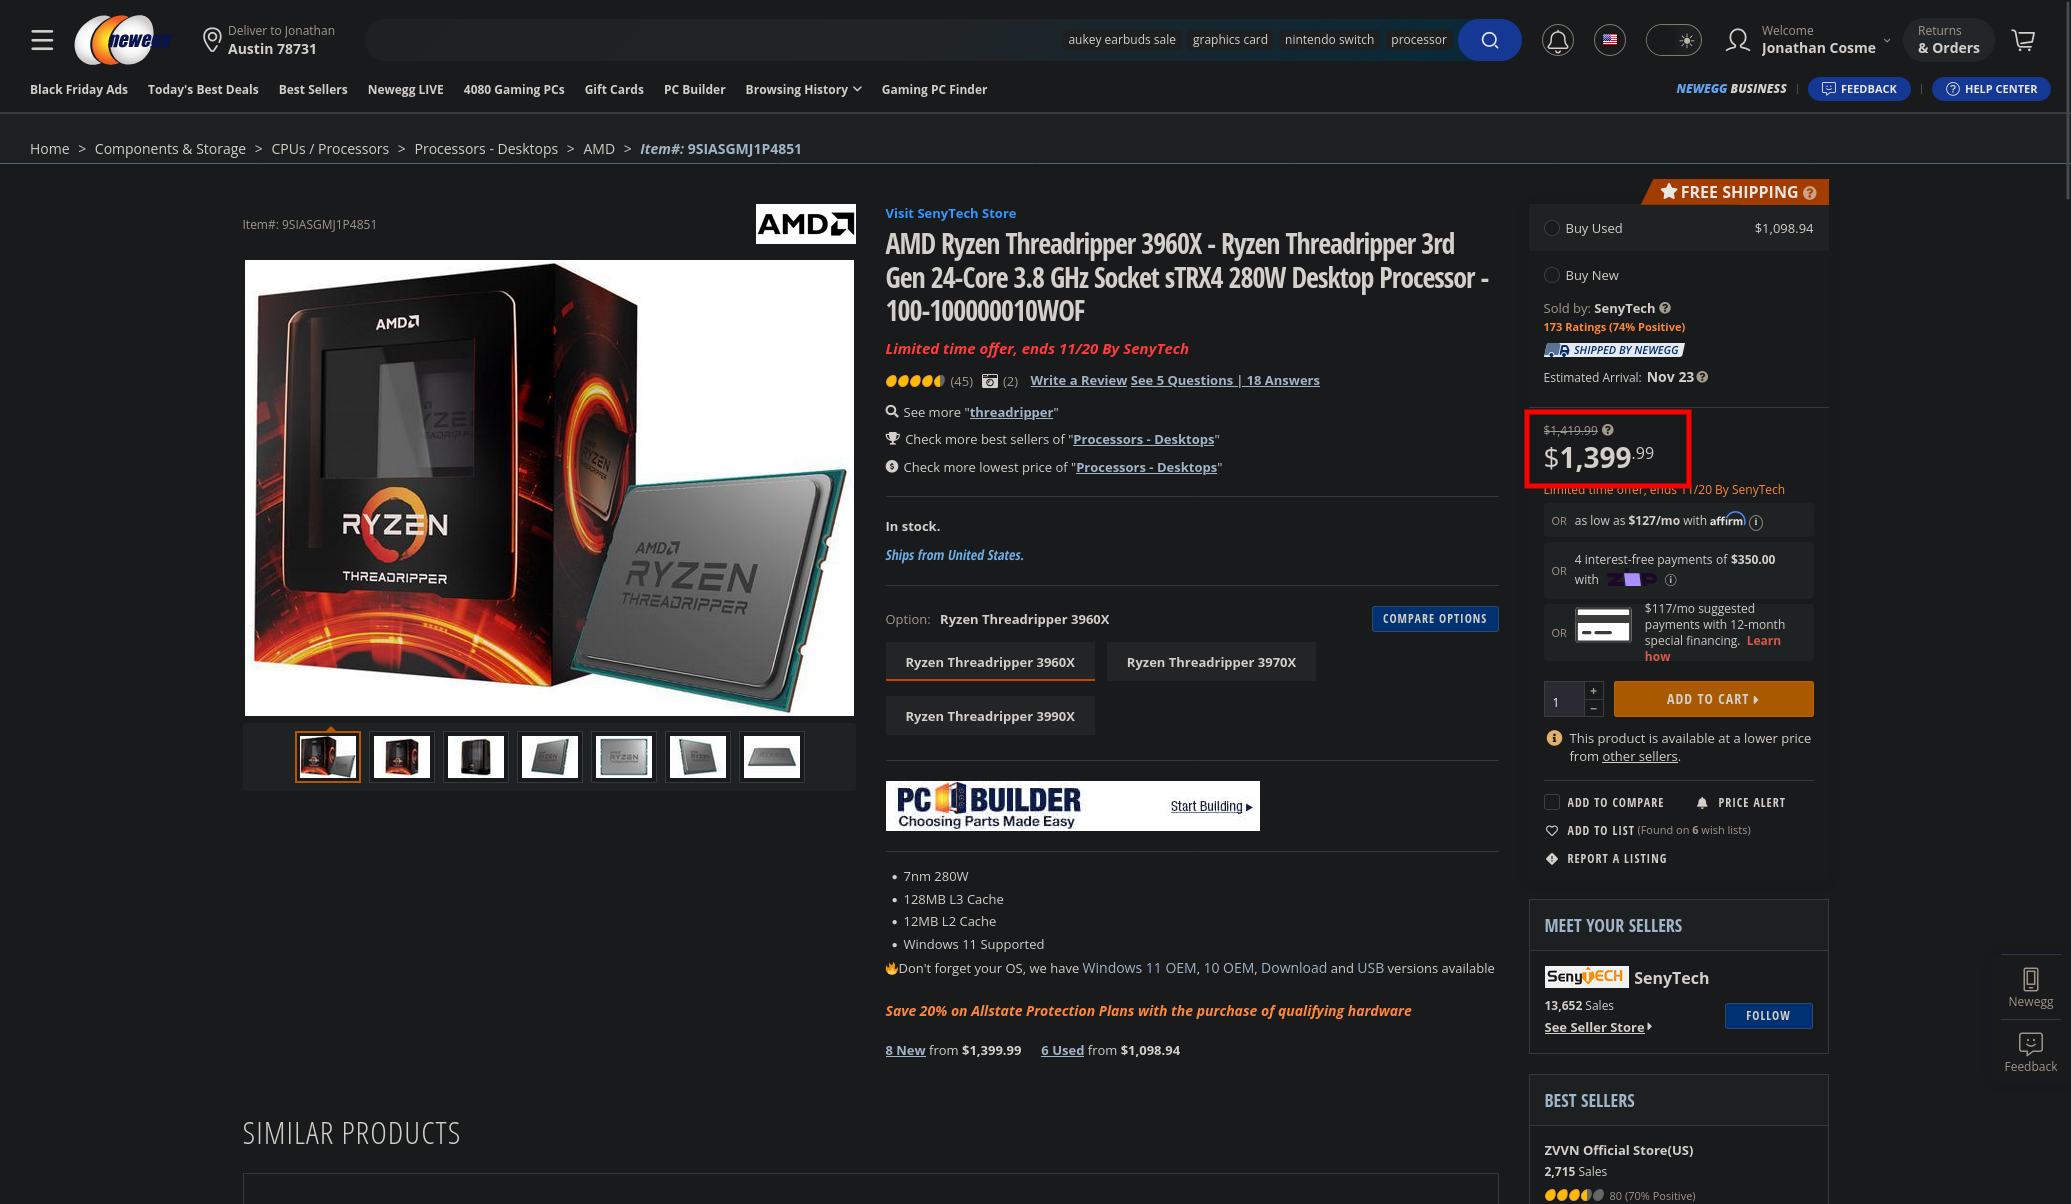 newegg
Deliver to Jonathan
Austin 78731
aukey earbuds sale
graphics card
nintendo switch
processor
Welcome
Jonathan Cosme
Returns
& Orders
Black Friday Ads
Today's Best Deals
Best Sellers
Newegg LIVE
4080 Gaming PCs
Gift Cards
PC Builder
Browsing History
Gaming PC Finder
NEWEGG BUSINESS
FEEDBACK
HELP CENTER
Home > Components & Storage > CPUs / Processors > Processors - Desktops > AMD > Item#: 9SIASGMJ1P4851
Item#: 9SIASGMJ1P4851
AMD
AMD
RYZEN
THREADRIPPER
AMD
RYZEN
THREADRIPPER
Visit SenyTech Store
AMD Ryzen Threadripper 3960X - Ryzen Threadripper 3rd
Gen 24-Core 3.8 GHz Socket sTRX4 280W Desktop Processor -
100-100000010WOF
Limited time offer, ends 11/20 By SenyTech
(45) (2) Write a Review See 5 Questions | 18 Answers
See more "threadripper"
Check more best sellers of "Processors - Desktops"
Check more lowest price of "Processors - Desktops"
In stock.
Ships from United States.
Option: Ryzen Threadripper 3960X
COMPARE OPTIONS
Ryzen Threadripper 3960X
Ryzen Threadripper 3970X
Ryzen Threadripper 3990X
PC BUILDER
Choosing Parts Made Easy
Start Building
• 7nm 280W
• 128MB L3 Cache
• 12MB L2 Cache
• Windows 11 Supported
🔥Don't forget your OS, we have Windows 11 OEM, 10 OEM, Download and USB versions available
Save 20% on Allstate Protection Plans with the purchase of qualifying hardware
8 New from $1,399.99 6 Used from $1,098.94
FREE SHIPPING
Buy Used $1,098.94
Buy New
Sold by: SenyTech
173 Ratings (74% Positive)
SHIPPED BY NEWEGG
Estimated Arrival: Nov 23
$1,419.99
$1,399.99
Limited time offer, ends 11/20 By SenyTech
OR as low as $127/mo with affirm
OR 4 interest-free payments of $350.00
with ZIP
OR $117/mo suggested
payments with 12-month
special financing. Learn
how
1
+
−
ADD TO CART
This product is available at a lower price
from other sellers.
ADD TO COMPARE
PRICE ALERT
ADD TO LIST (Found on 6 wish lists)
REPORT A LISTING
MEET YOUR SELLERS
SenyTECH SenyTech
13,652 Sales
See Seller Store
FOLLOW
BEST SELLERS
ZVVN Official Store(US)
2,715 Sales
80 (70% Positive)
Newegg
Feedback
SIMILAR PRODUCTS